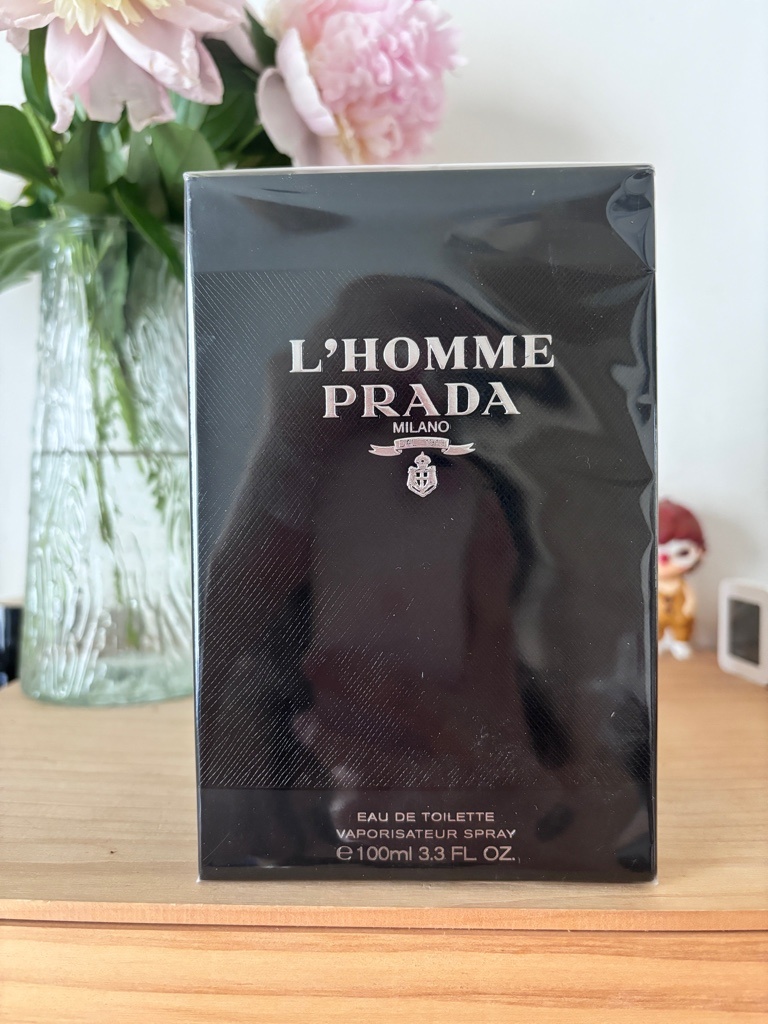 L'HOMME
PRADA
MILANO
EAU DE TOILETTE
VAPORISATEUR SPRAY
℮100ml 3.3 FL OZ.